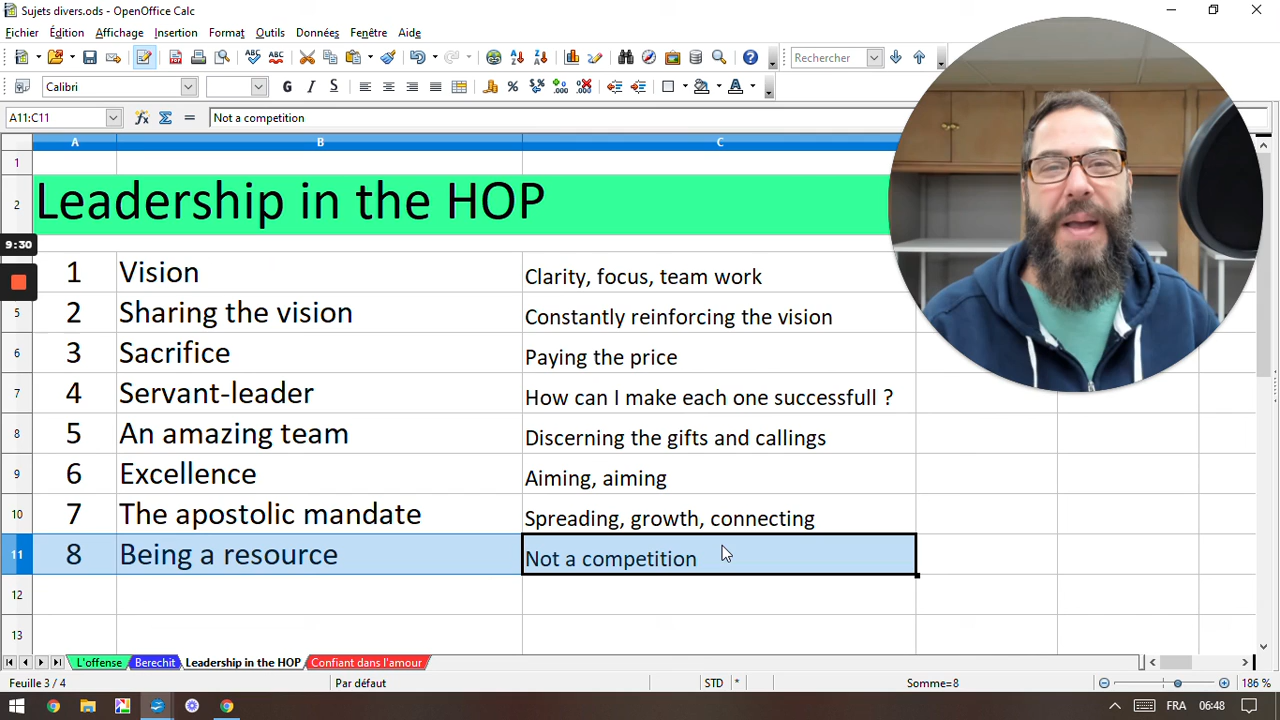 Sujets divers.ods - OpenOffice Calc
Fichier Édition Affichage Insertion Format Outils Données Fenêtre Aide
Rechercher
Calibri G I S
A11:C11 Not a competition
A B C
1
2 Leadership in the HOP
9:30
1 Vision Clarity, focus, team work
5 2 Sharing the vision Constantly reinforcing the vision
6 3 Sacrifice Paying the price
7 4 Servant-leader How can I make each one successfull ?
8 5 An amazing team Discerning the gifts and callings
9 6 Excellence Aiming, aiming
10 7 The apostolic mandate Spreading, growth, connecting
11 8 Being a resource Not a competition
12
13
L'offense Berechit Leadership in the HOP Confiant dans l'amour
Feuille 3 / 4 Par défaut STD * Somme=8 186 %
FRA 06:48